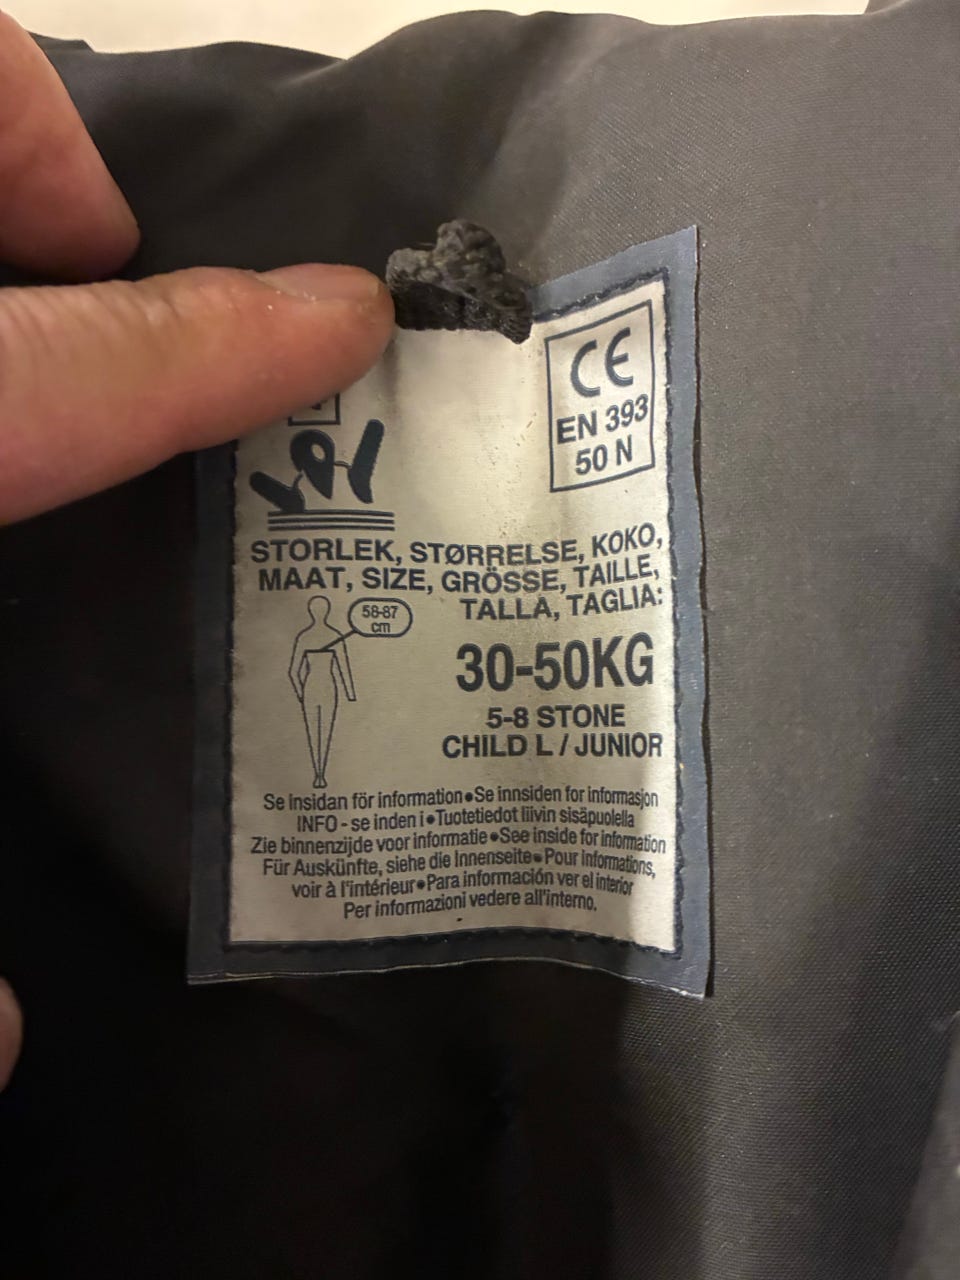 CE
EN 393
50 N
STORLEK, STØRRELSE, KOKO,
MAAT, SIZE, GRÖSSE, TAILLE,
TALLA, TAGLIA:
58-87
cm
30-50KG
5-8 STONE
CHILD L / JUNIOR
Se insidan för information•Se innsiden for informasjon
INFO - se inden i•Tuotetiedot liivin sisäpuolella
Zie binnenzijde voor informatie•See inside for information
Für Auskünfte, siehe die Innenseite•Pour informations,
voir à l'intérieur•Para información ver el interior
Per informazioni vedere all'interno.